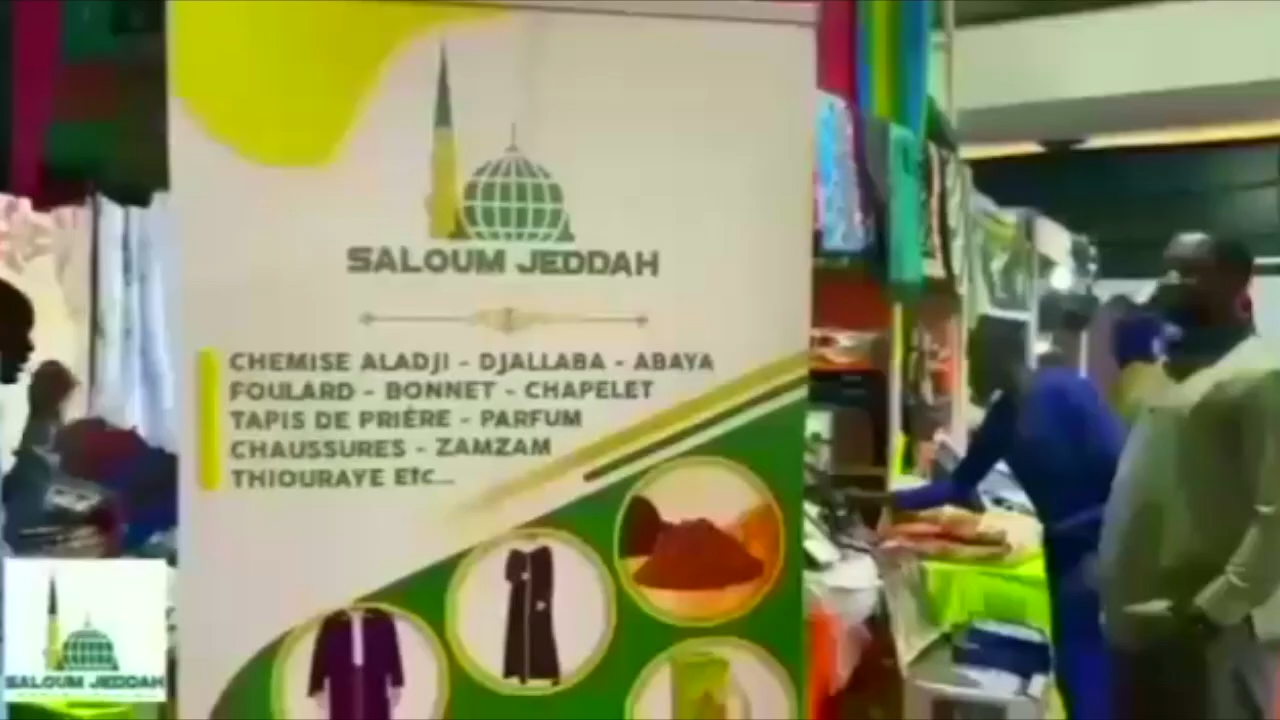 SALOUM JEDDAH
CHEMISE ALADJI - DJALLABA - ABAYA
FOULARD - BONNET - CHAPELET
TAPIS DE PRIÈRE - PARFUM
CHAUSSURES - ZAMZAM
THIOURAYE Etc...
SALOUM JEDDAH